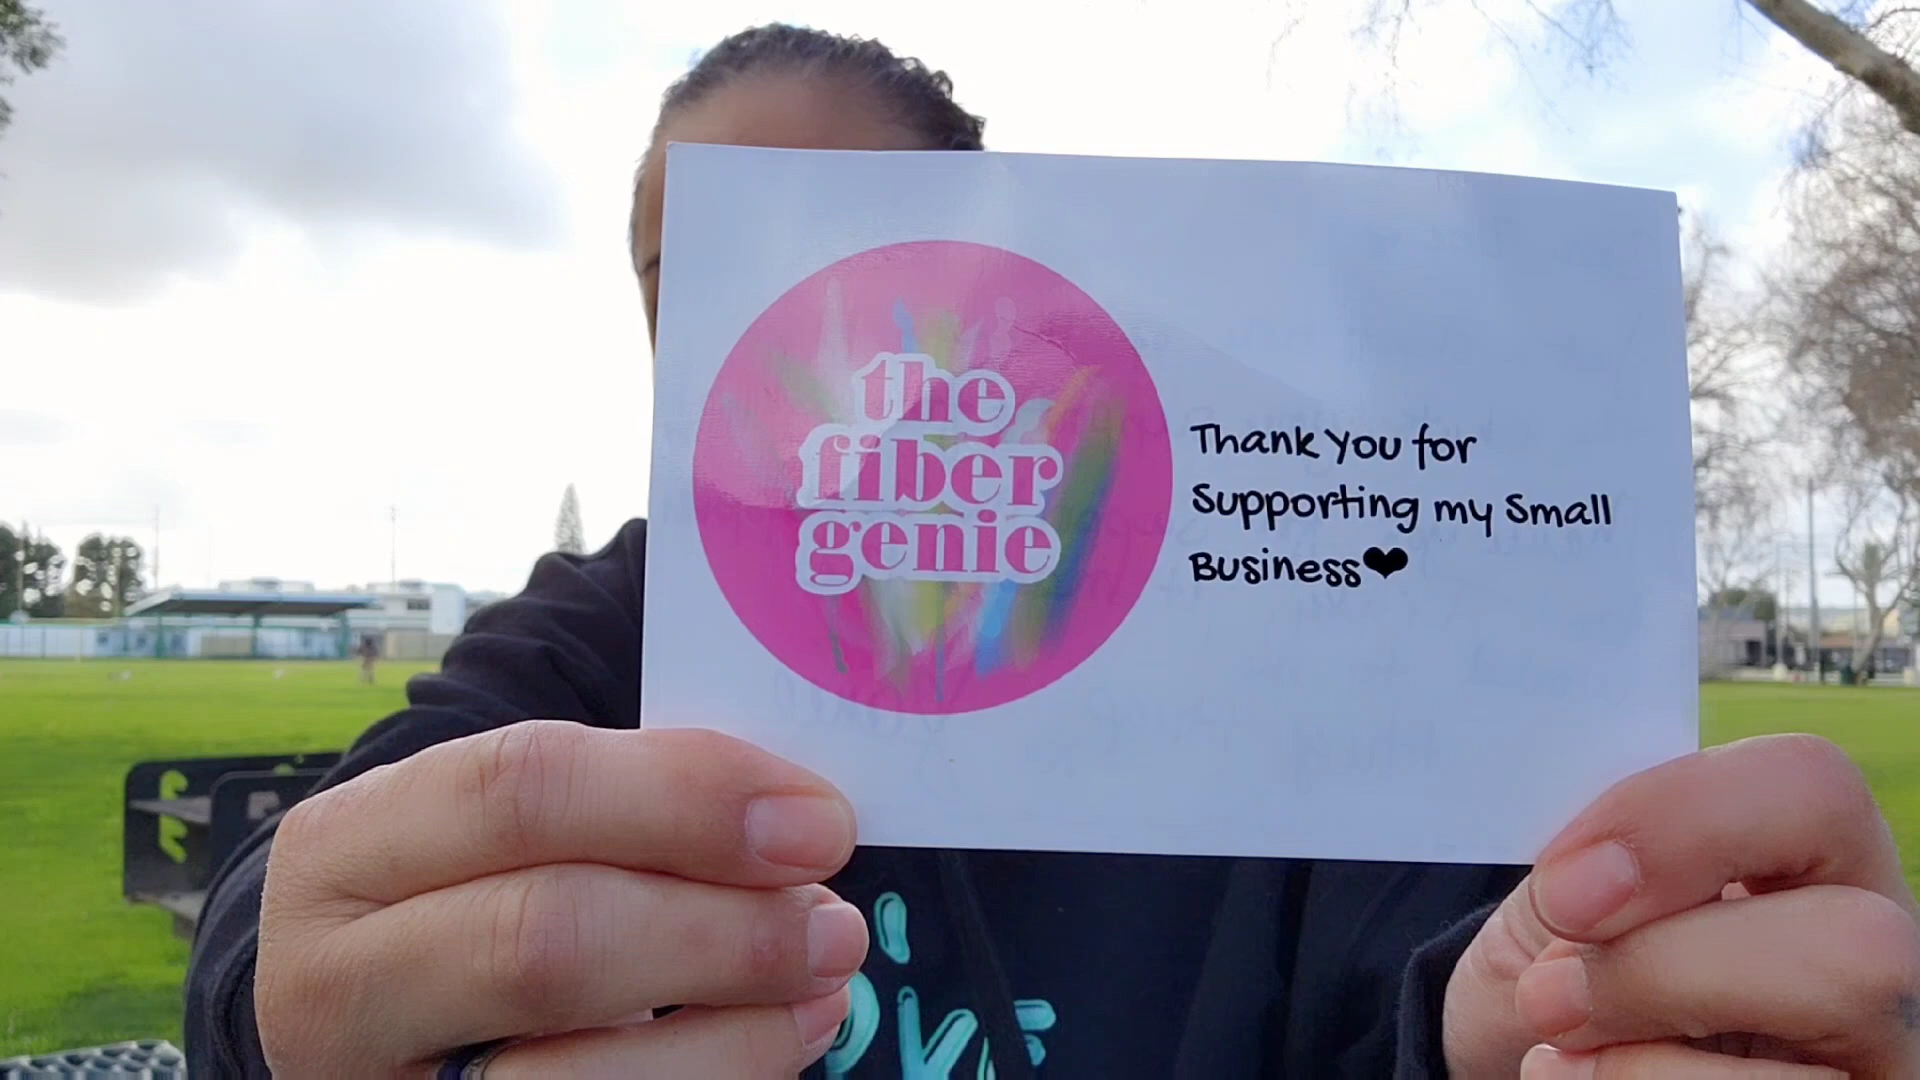 the
fiber
genie
Thank you for
Supporting my Small
Business❤